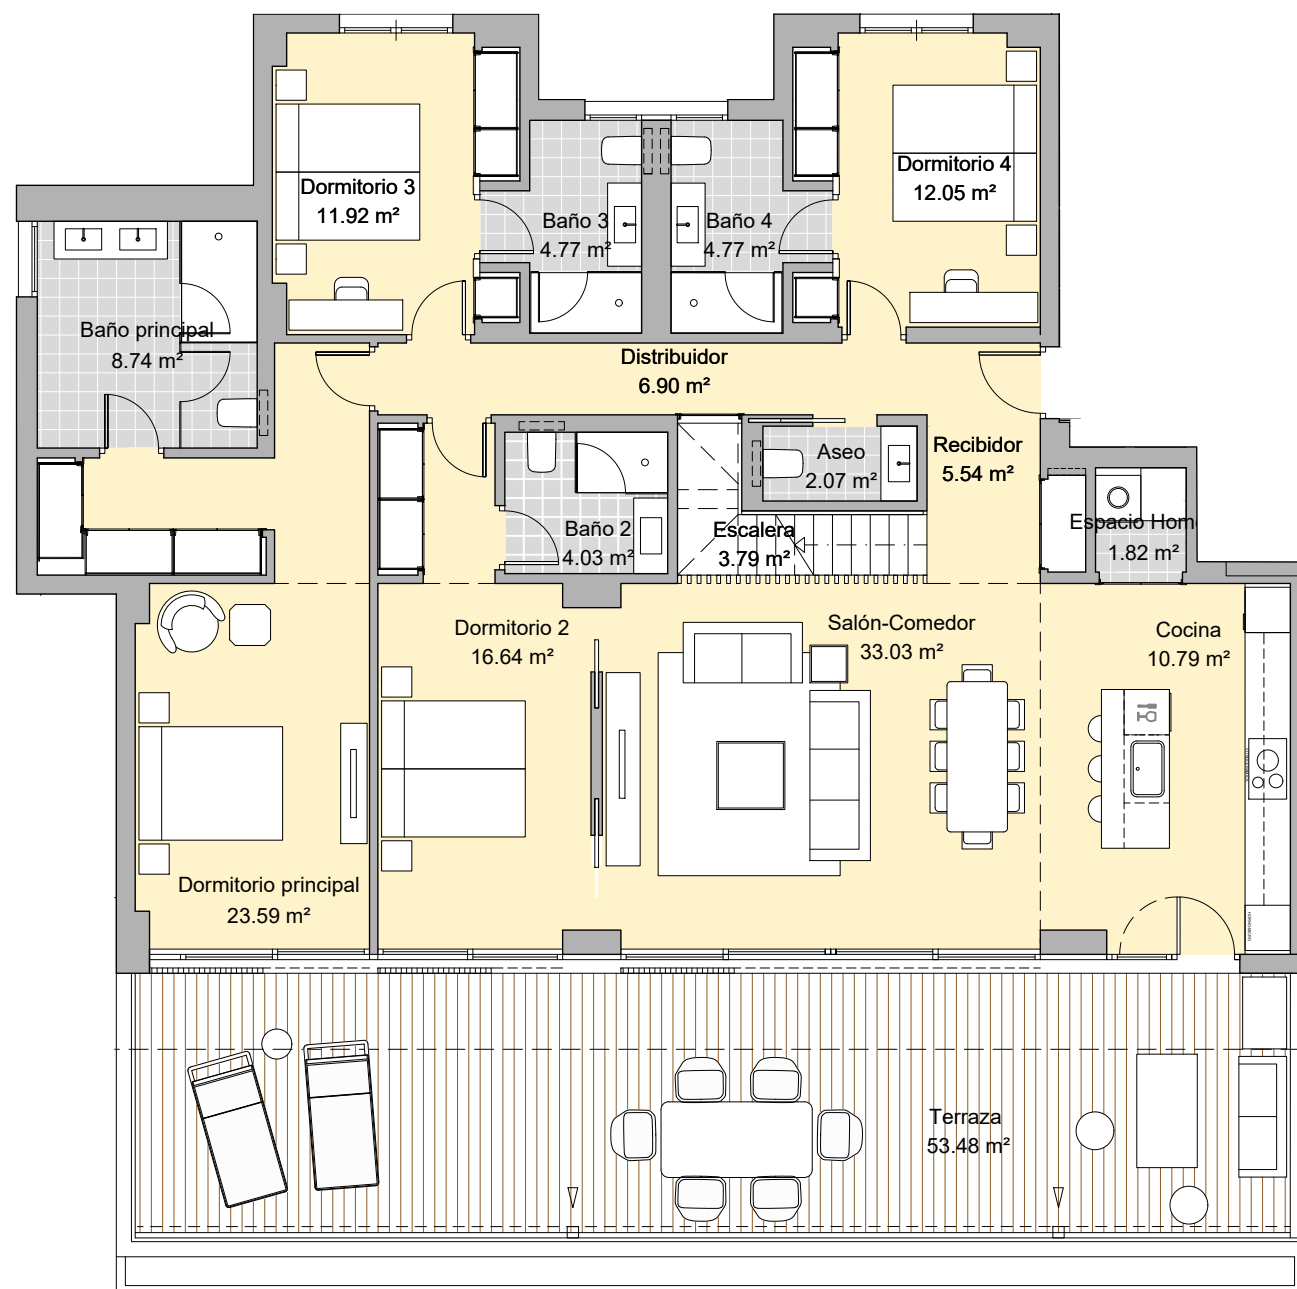 Dormitorio 3
11.92 m²
Dormitorio 4
12.05 m²
Baño 3
4.77 m²
Baño 4
4.77 m²
Baño principal
8.74 m²
Distribuidor
6.90 m²
Aseo
2.07 m²
Recibidor
5.54 m²
Baño 2
4.03 m²
Escalera
3.79 m²
Espacio Hom
1.82 m²
Dormitorio 2
16.64 m²
Salón-Comedor
33.03 m²
Cocina
10.79 m²
Dormitorio principal
23.59 m²
Terraza
53.48 m²